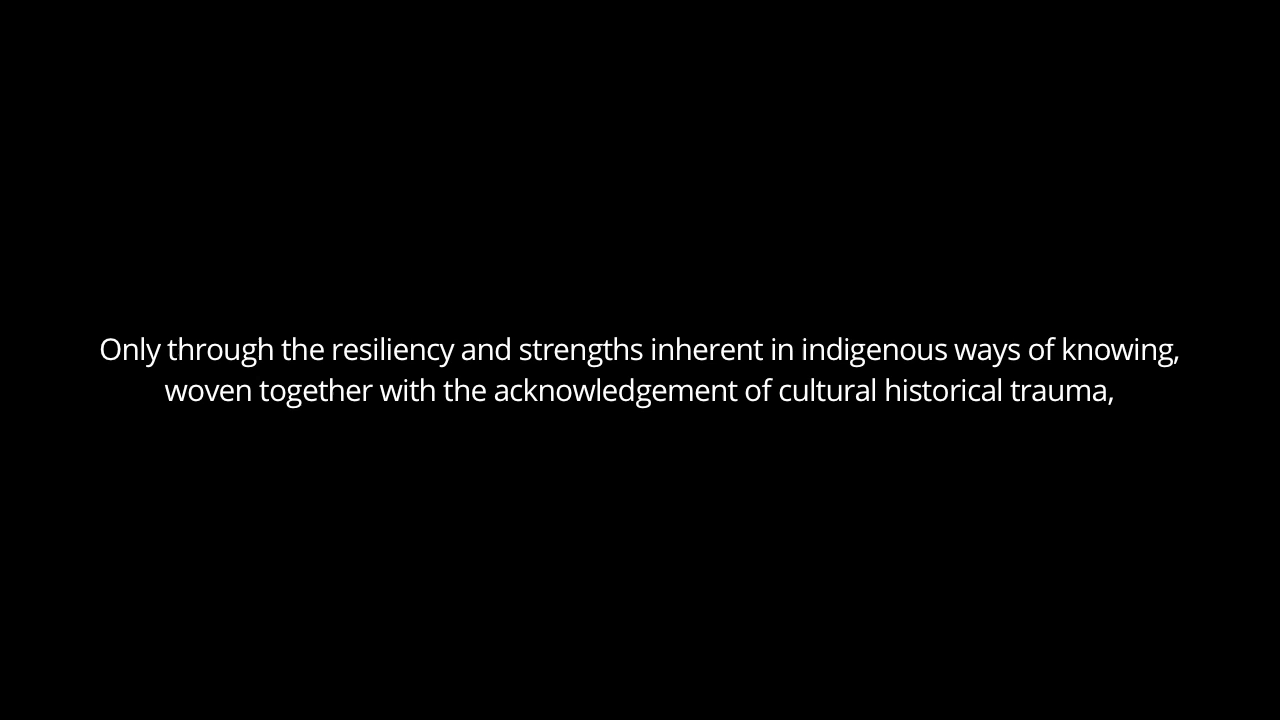 Only through the resiliency and strengths inherent in indigenous ways of knowing,
woven together with the acknowledgement of cultural historical trauma,